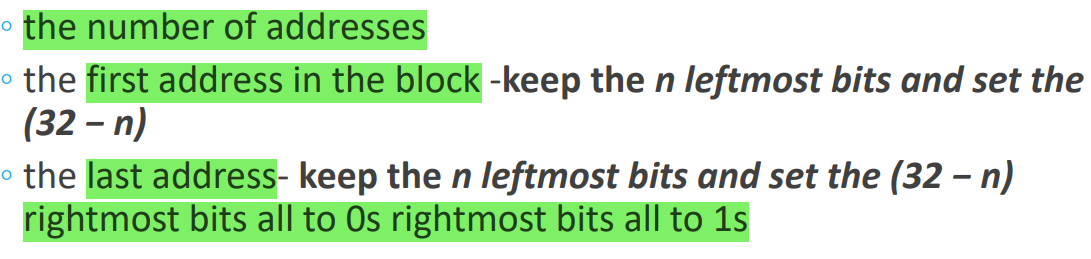 ◦ the number of addresses
◦ the first address in the block -keep the n leftmost bits and set the
(32 – n)
◦ the last address- keep the n leftmost bits and set the (32 – n)
rightmost bits all to 0s rightmost bits all to 1s